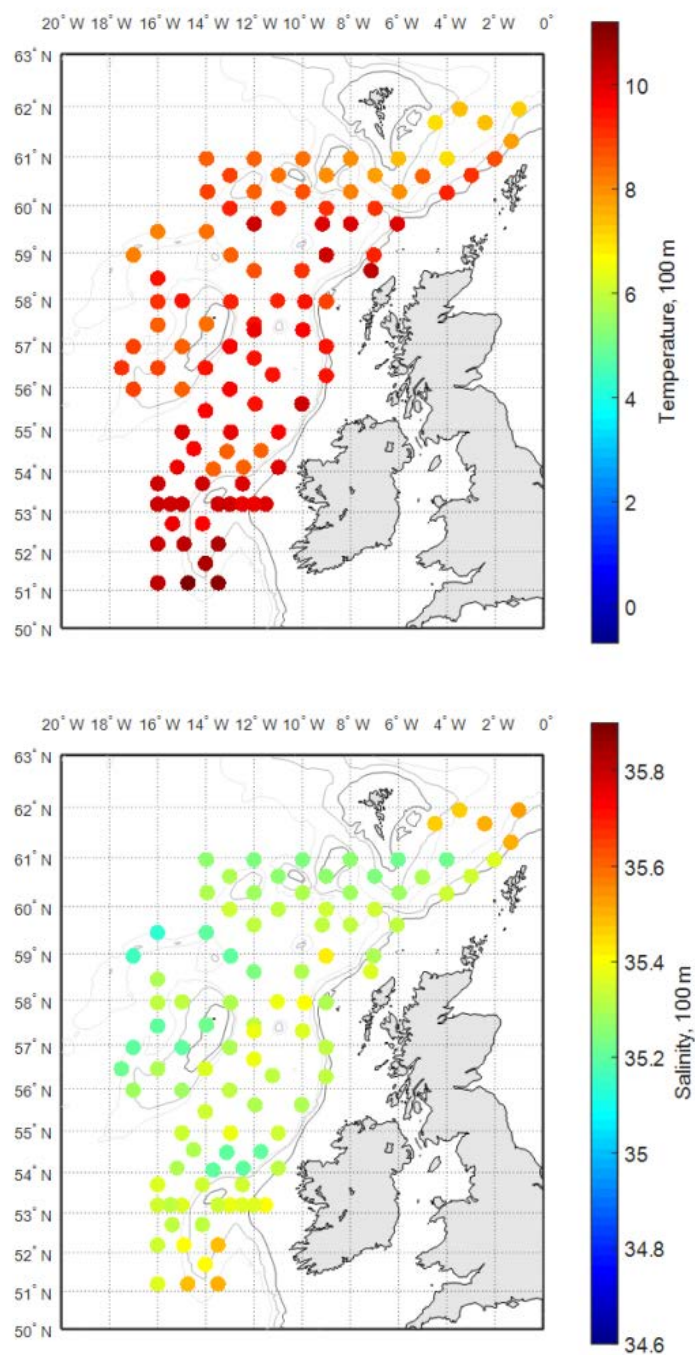 20° W 18° W 16° W 14° W 12° W 10° W 8° W 6° W 4° W 2° W 0°
63° N
62° N
61° N
60° N
59° N
58° N
57° N
56° N
55° N
54° N
53° N
52° N
51° N
50° N
10
8
6
4
2
0
Temperature, 100 m
20° W 18° W 16° W 14° W 12° W 10° W 8° W 6° W 4° W 2° W 0°
63° N
62° N
61° N
60° N
59° N
58° N
57° N
56° N
55° N
54° N
53° N
52° N
51° N
50° N
35.8
35.6
35.4
35.2
35
34.8
34.6
Salinity, 100 m